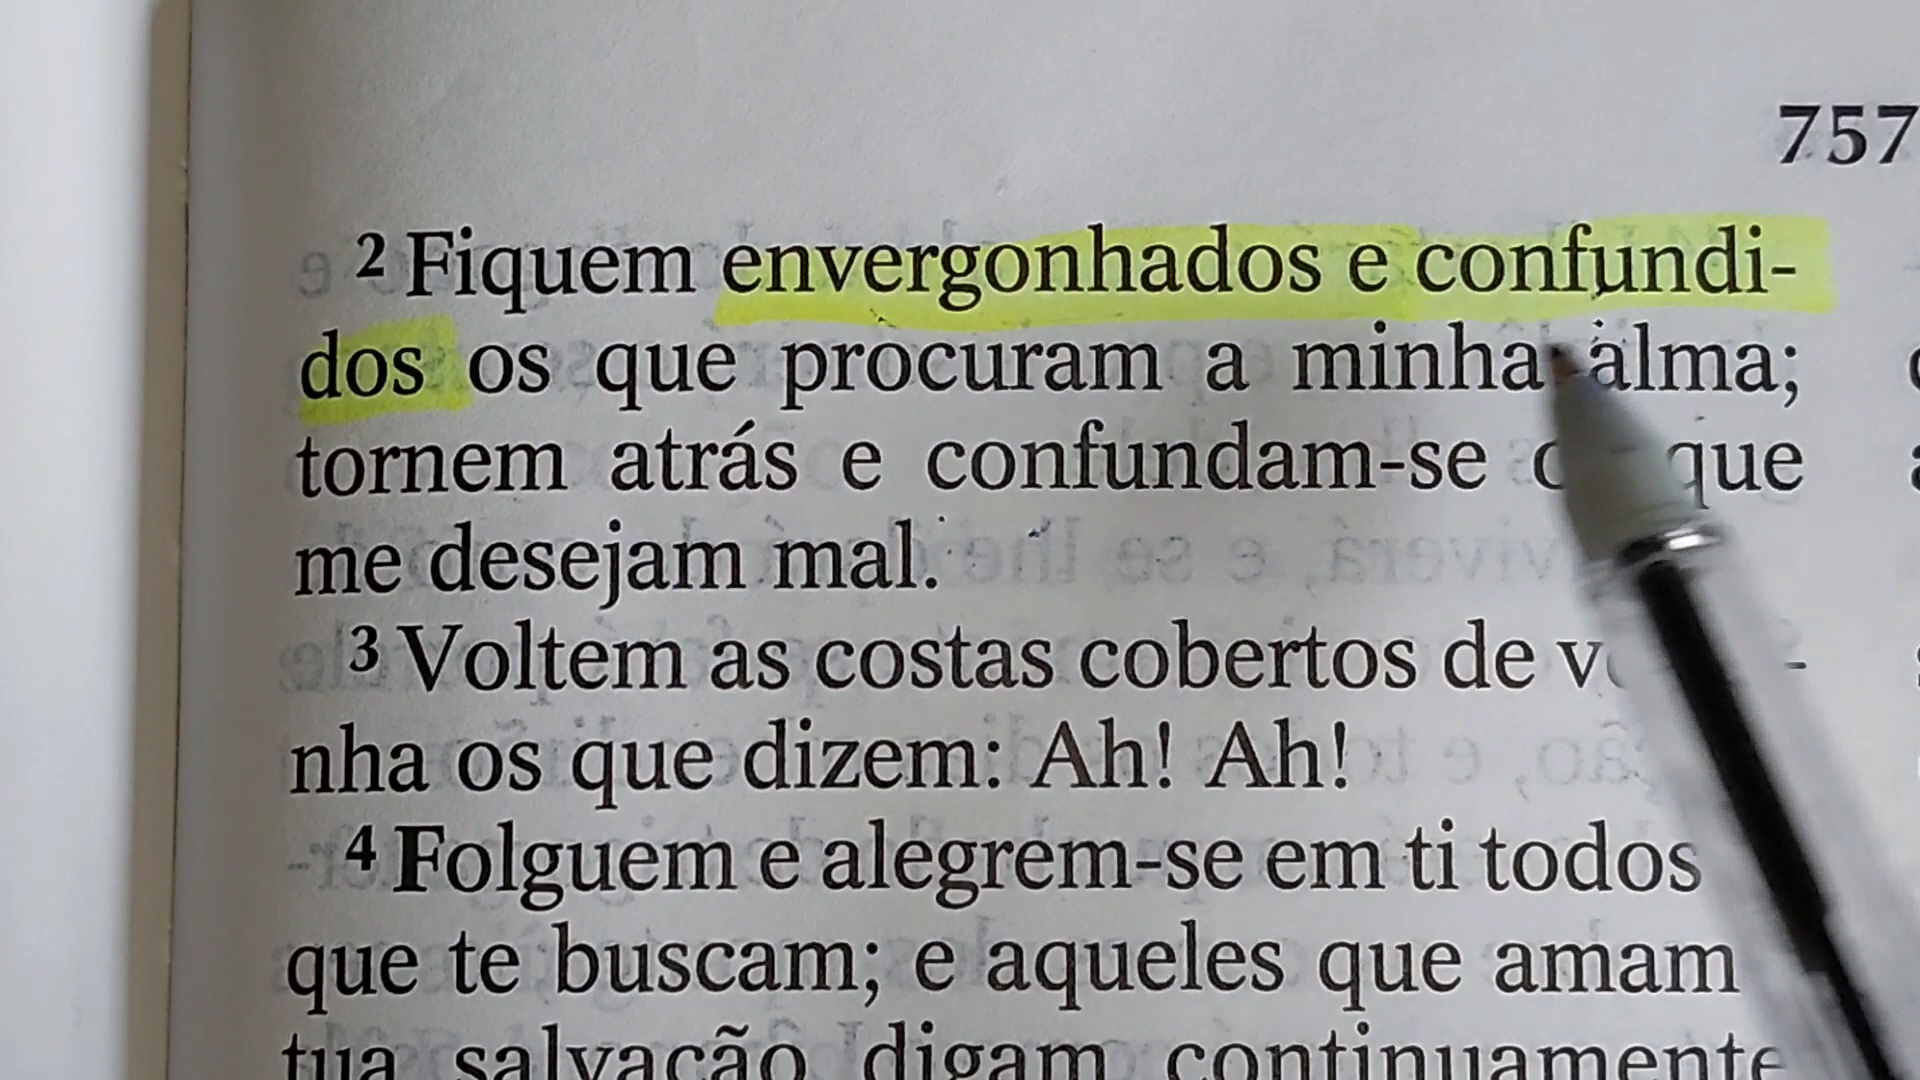 757
2 Fiquem envergonhados e confundi-
dos os que procuram a minha alma;
tornem atrás e confundam-se que
me desejam mal.
3 Voltem as costas cobertos de
nha os que dizem: Ah! Ah!
4 Folguem e alegrem-se em ti todos
que te buscam; e aqueles que amam
tua salvação digam continuamente